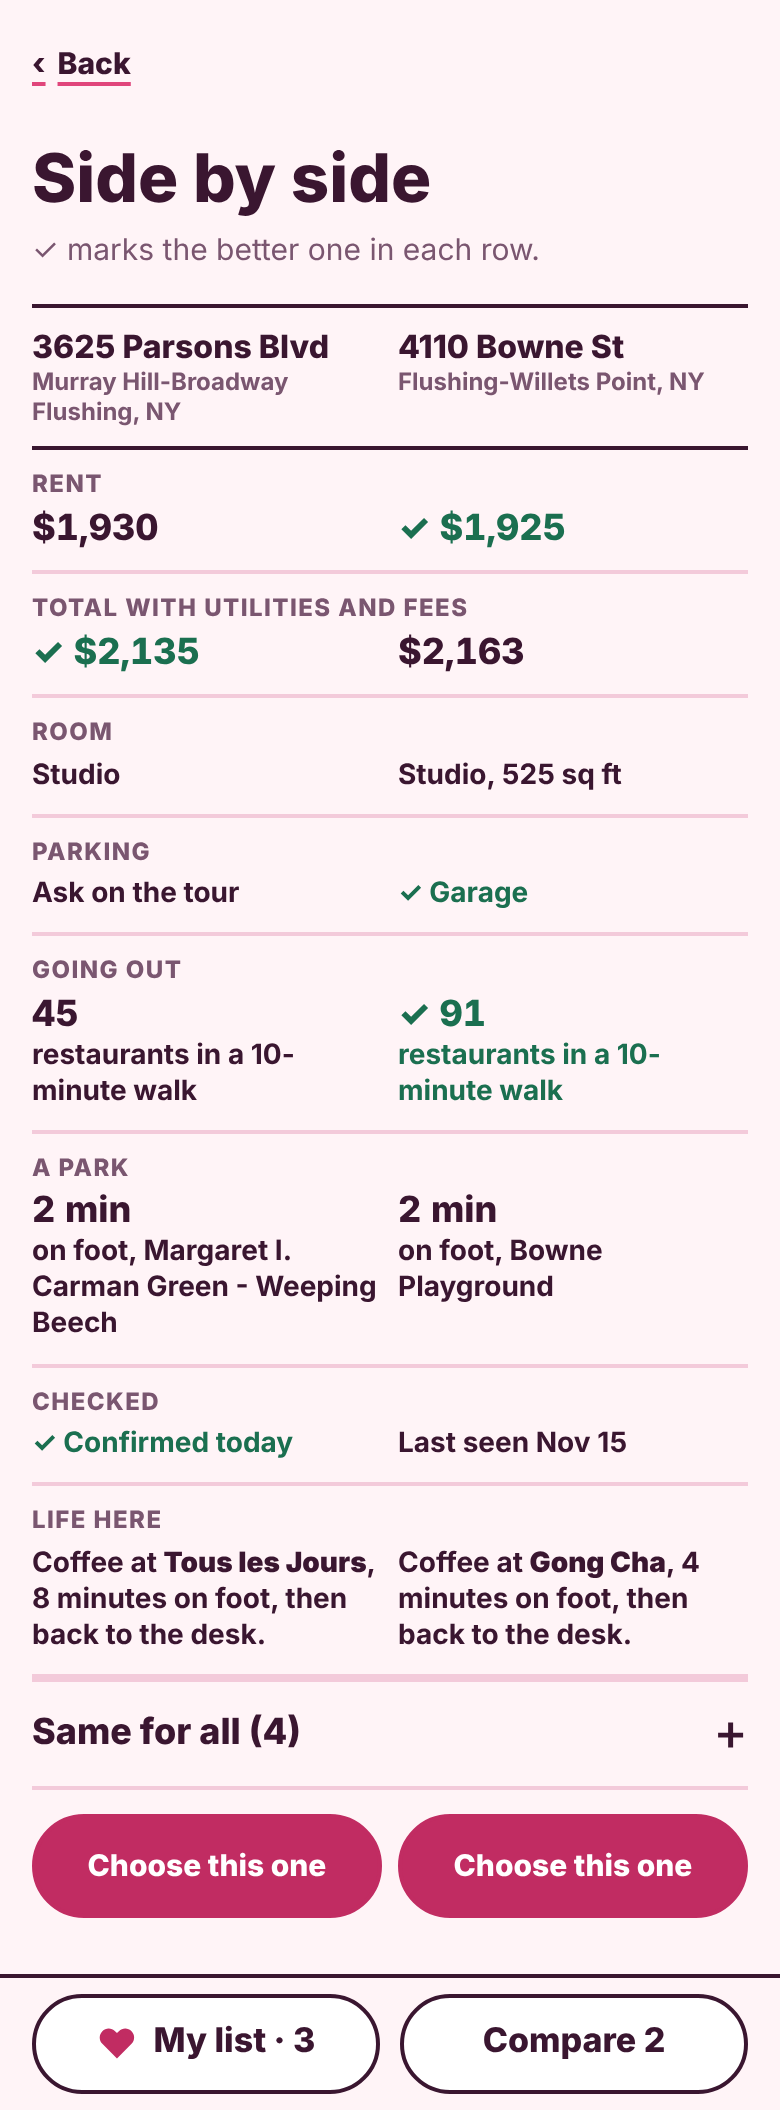 ‹ Back
Side by side
✓ marks the better one in each row.
3625 Parsons Blvd
Murray Hill-Broadway
Flushing, NY
4110 Bowne St
Flushing-Willets Point, NY
RENT
$1,930
✓ $1,925
TOTAL WITH UTILITIES AND FEES
✓ $2,135
$2,163
ROOM
Studio
Studio, 525 sq ft
PARKING
Ask on the tour
✓ Garage
GOING OUT
45
restaurants in a 10-
minute walk
✓ 91
restaurants in a 10-
minute walk
A PARK
2 min
on foot, Margaret I.
Carman Green - Weeping
Beech
2 min
on foot, Bowne
Playground
CHECKED
✓ Confirmed today
Last seen Nov 15
LIFE HERE
Coffee at Tous les Jours,
8 minutes on foot, then
back to the desk.
Coffee at Gong Cha, 4
minutes on foot, then
back to the desk.
Same for all (4)
+
Choose this one
Choose this one
My list · 3
Compare 2